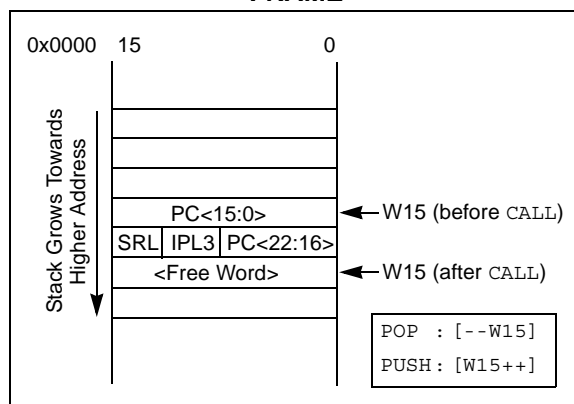 0x0000 15 0
Stack Grows Towards
Higher Address
PC<15:0>
W15 (before CALL)
SRL IPL3 PC<22:16>
<Free Word>
W15 (after CALL)
POP : [--W15]
PUSH : [W15++]